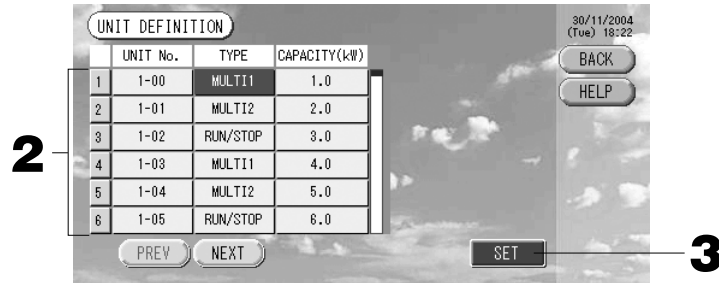 UNIT DEFINITION
30/11/2004
(Tue) 18:22
UNIT No. TYPE CAPACITY(kW)
BACK
1 1-00 MULTI1 1.0
HELP
2 1-01 MULTI2 2.0
3 1-02 RUN/STOP 3.0
2
4 1-03 MULTI1 4.0
5 1-04 MULTI2 5.0
6 1-05 RUN/STOP 6.0
PREV NEXT SET 3